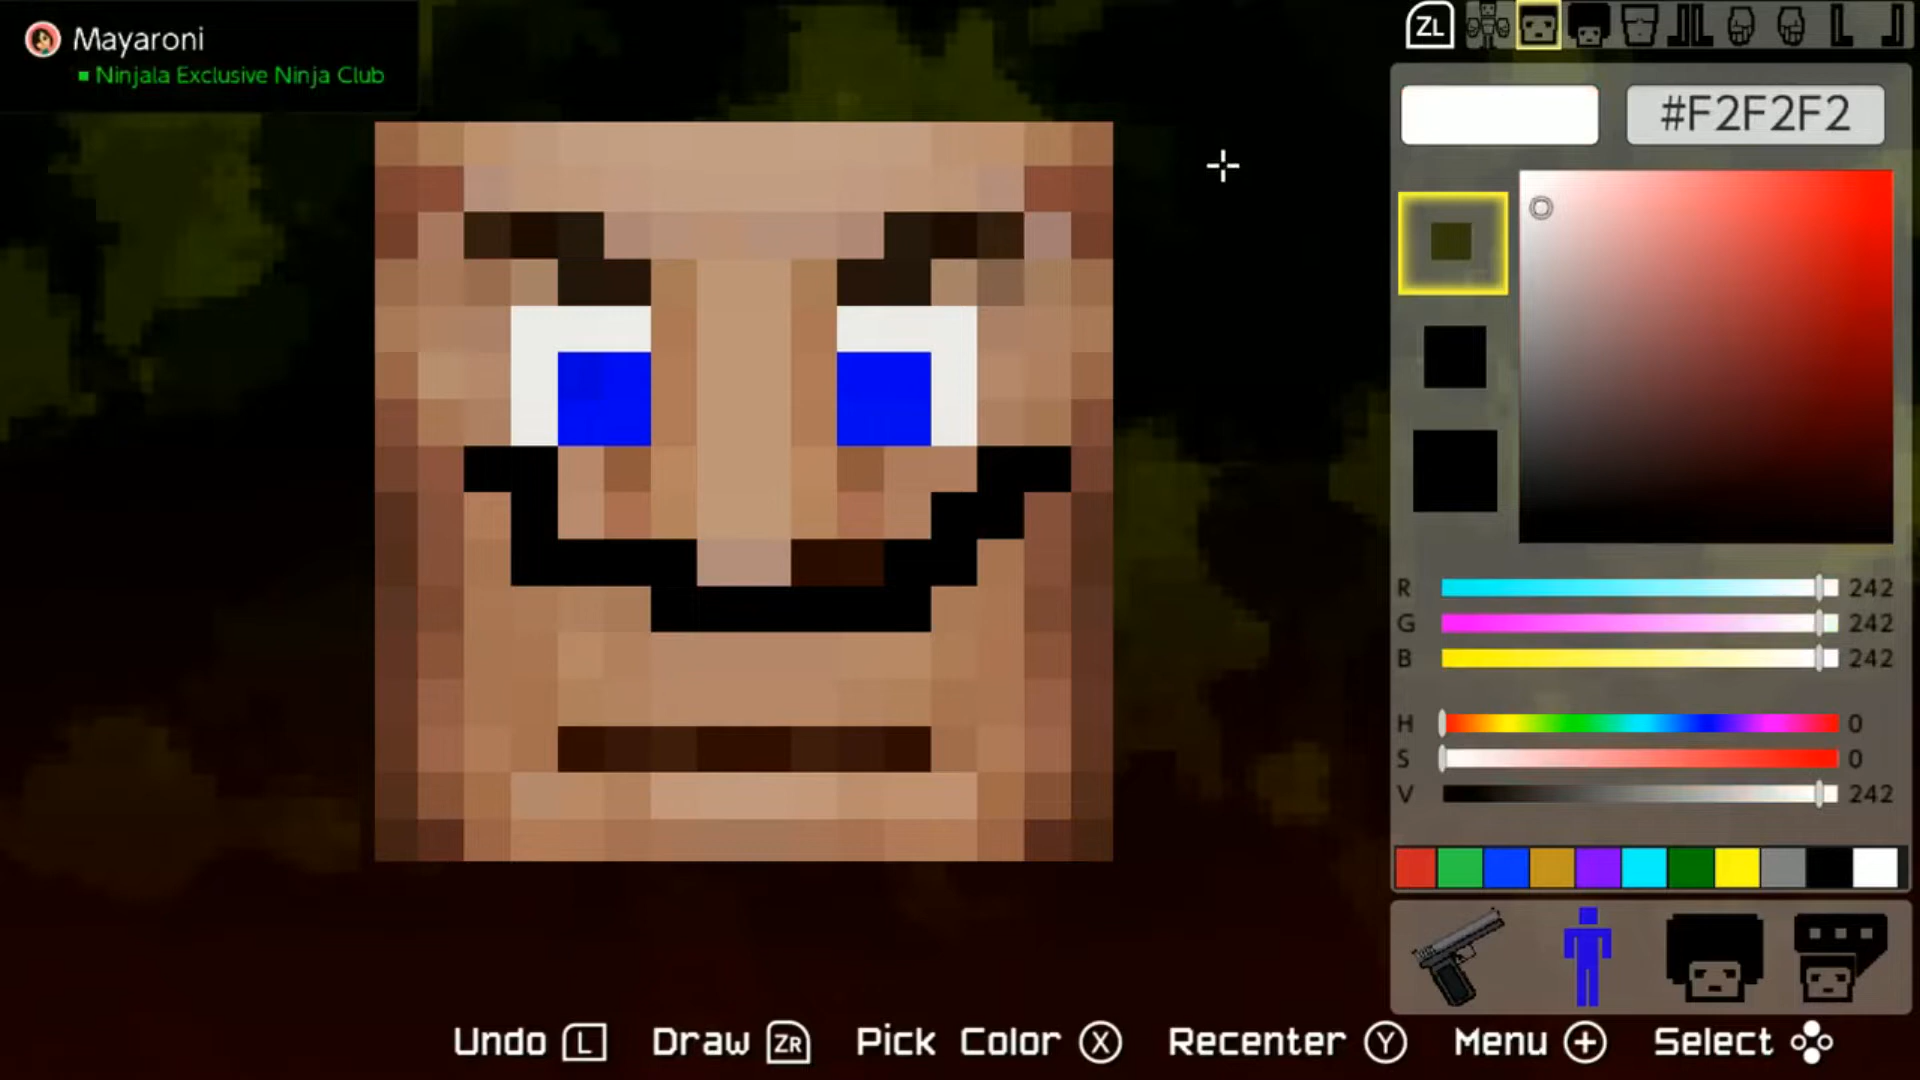 Mayaroni
Ninjala Exclusive Ninja Club
ZL
#F2F2F2
R 242
G 242
B 242
H 0
S 0
V 242
Undo L Draw ZR Pick Color X Recenter Y Menu + Select